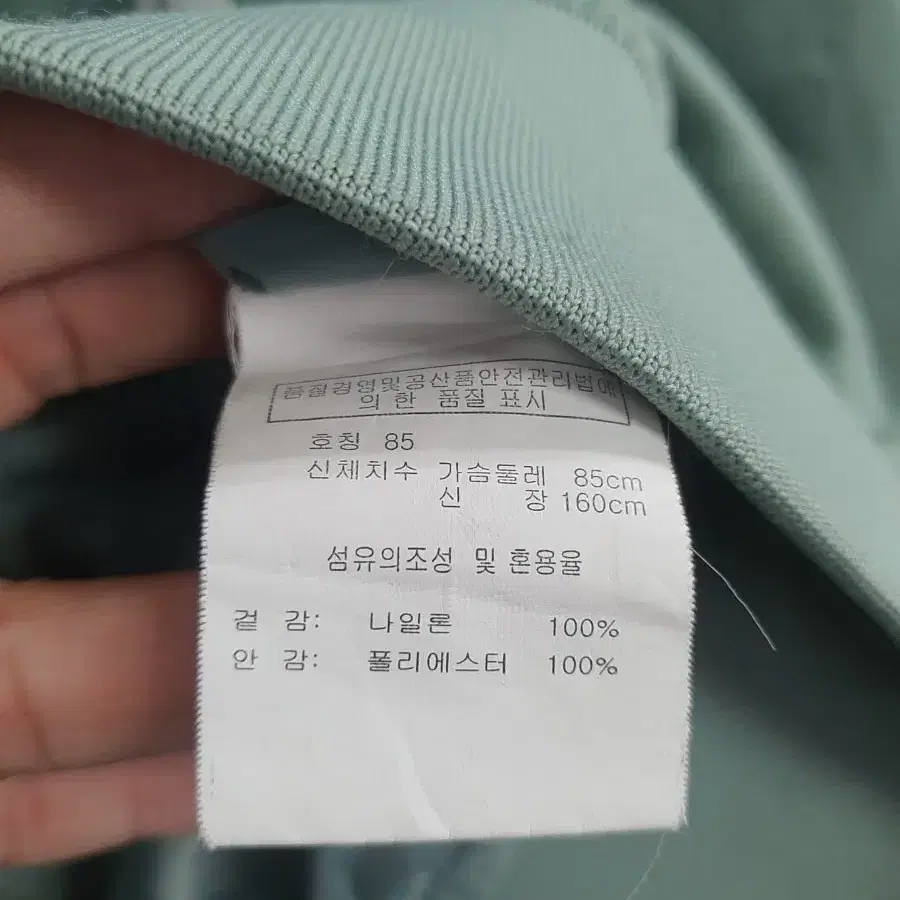 품질경영및공산품안전관리법에
의 한 품질 표시
호칭 85
신체치수 가슴둘레 85cm
신 장 160cm
섬유의조성 및 혼용율
겉 감: 나일론 100%
안 감: 폴리에스터 100%